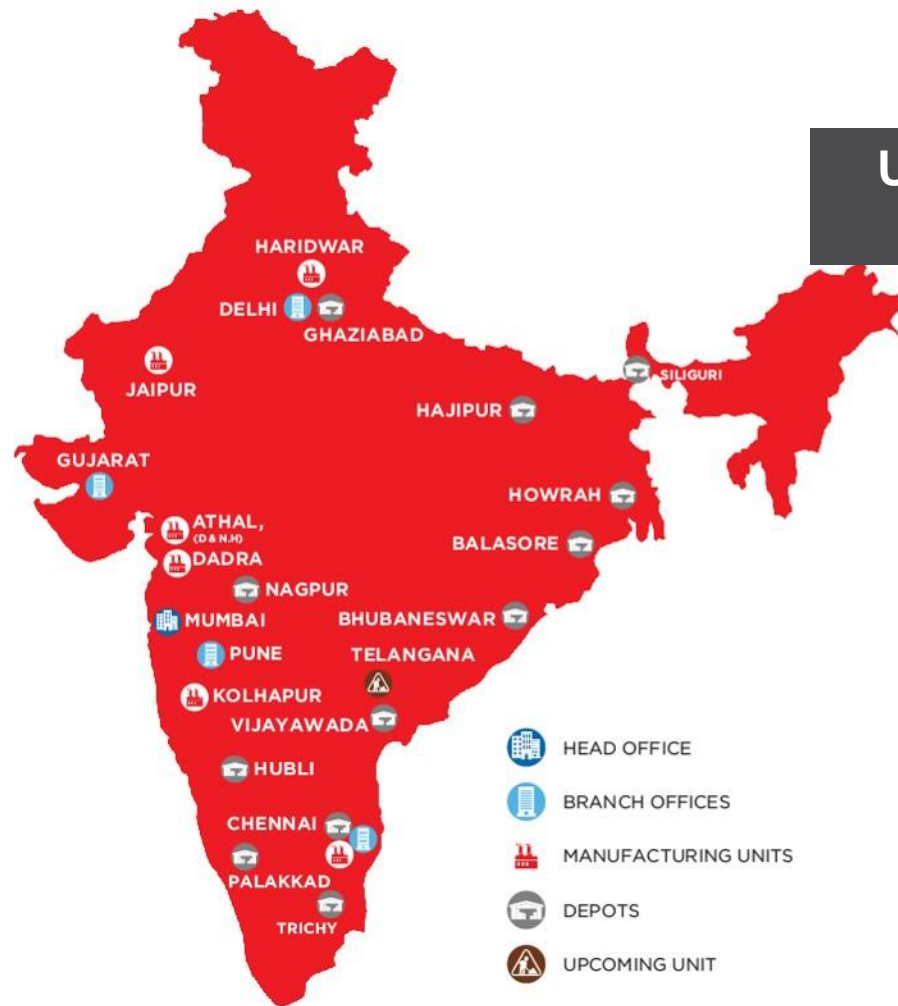 U
HARIDWAR
DELHI
GHAZIABAD
JAIPUR
SILIGURI
HAJIPUR
GUJARAT
HOWRAH
ATHAL,
(D & N.H)
BALASORE
DADRA
NAGPUR
MUMBAI
BHUBANESWAR
PUNE
TELANGANA
KOLHAPUR
VIJAYAWADA
HUBLI
CHENNAI
PALAKKAD
TRICHY
HEAD OFFICE
BRANCH OFFICES
MANUFACTURING UNITS
DEPOTS
UPCOMING UNIT